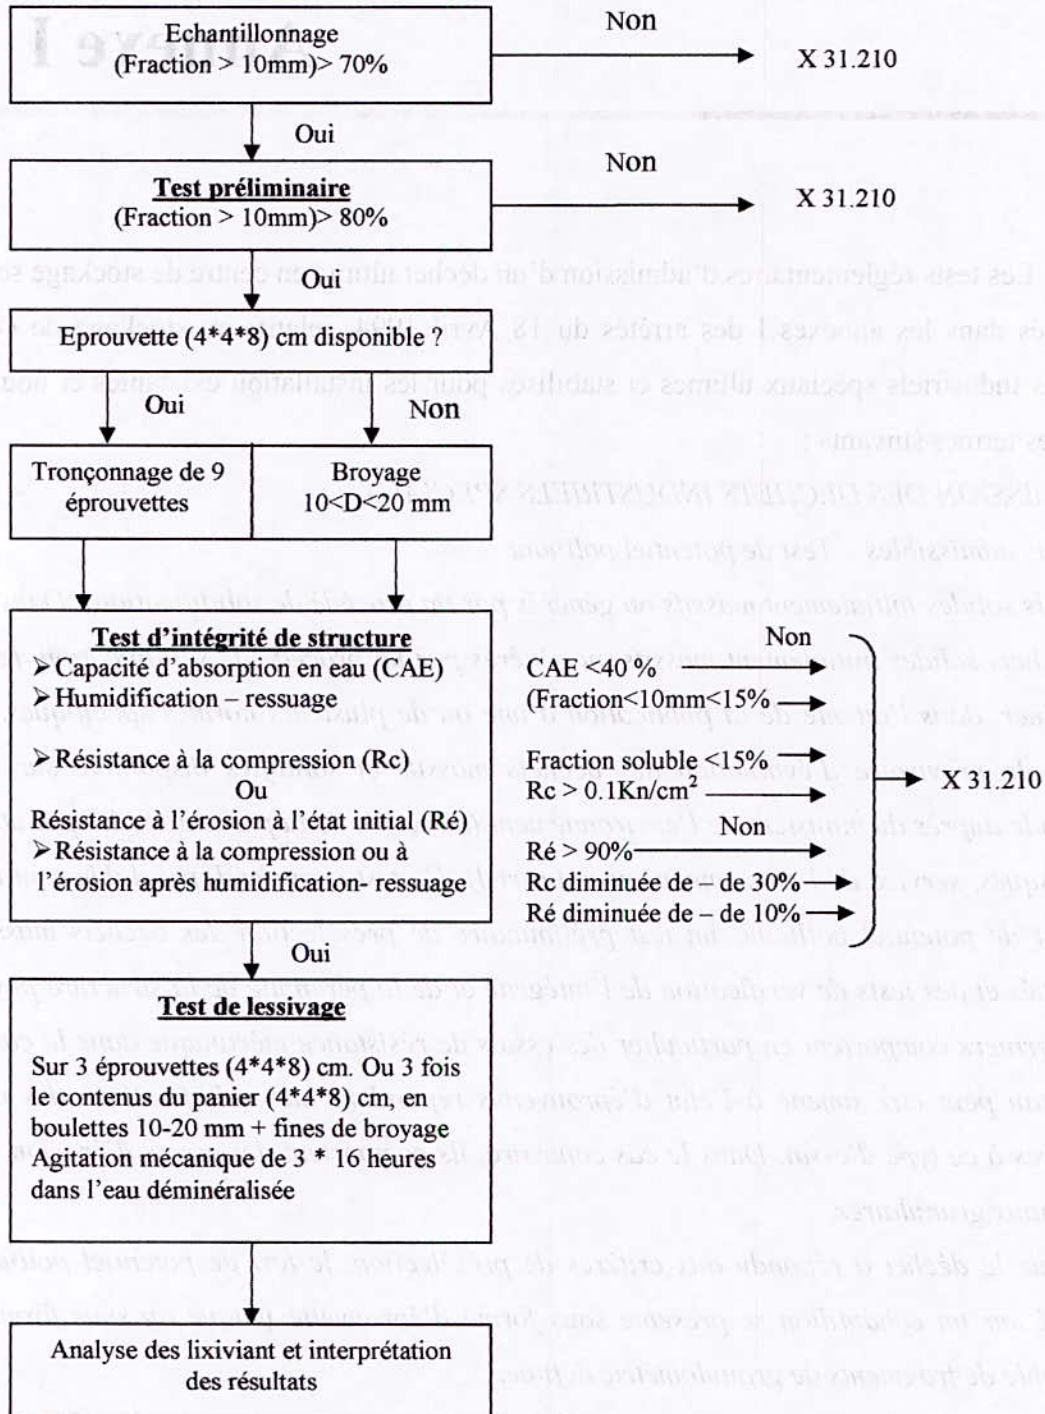 Echantillonnage
(Fraction > 10mm)> 70%
Non
X 31.210
Oui
Test préliminaire
(Fraction > 10mm)> 80%
Non
X 31.210
Oui
Eprouvette (4*4*8) cm disponible ?
Oui
Non
Tronçonnage de 9
éprouvettes
Broyage
10<D<20 mm
Test d'intégrité de structure
➤ Capacité d'absorption en eau (CAE)
➤ Humidification – ressuage
➤ Résistance à la compression (Rc)
Ou
Résistance à l'érosion à l'état initial (Ré)
➤ Résistance à la compression ou à
l'érosion après humidification- ressuage
Non
CAE <40 %
(Fraction<10mm<15%
Fraction soluble <15%
Rc > 0.1Kn/cm²
Non
Ré > 90%
Rc diminuée de – de 30%
Ré diminuée de – de 10%
X 31.210
Oui
Test de lessivage
Sur 3 éprouvettes (4*4*8) cm. Ou 3 fois
le contenus du panier (4*4*8) cm, en
boulettes 10-20 mm + fines de broyage
Agitation mécanique de 3 * 16 heures
dans l'eau déminéralisée
Analyse des lixiviant et interprétation
des résultats